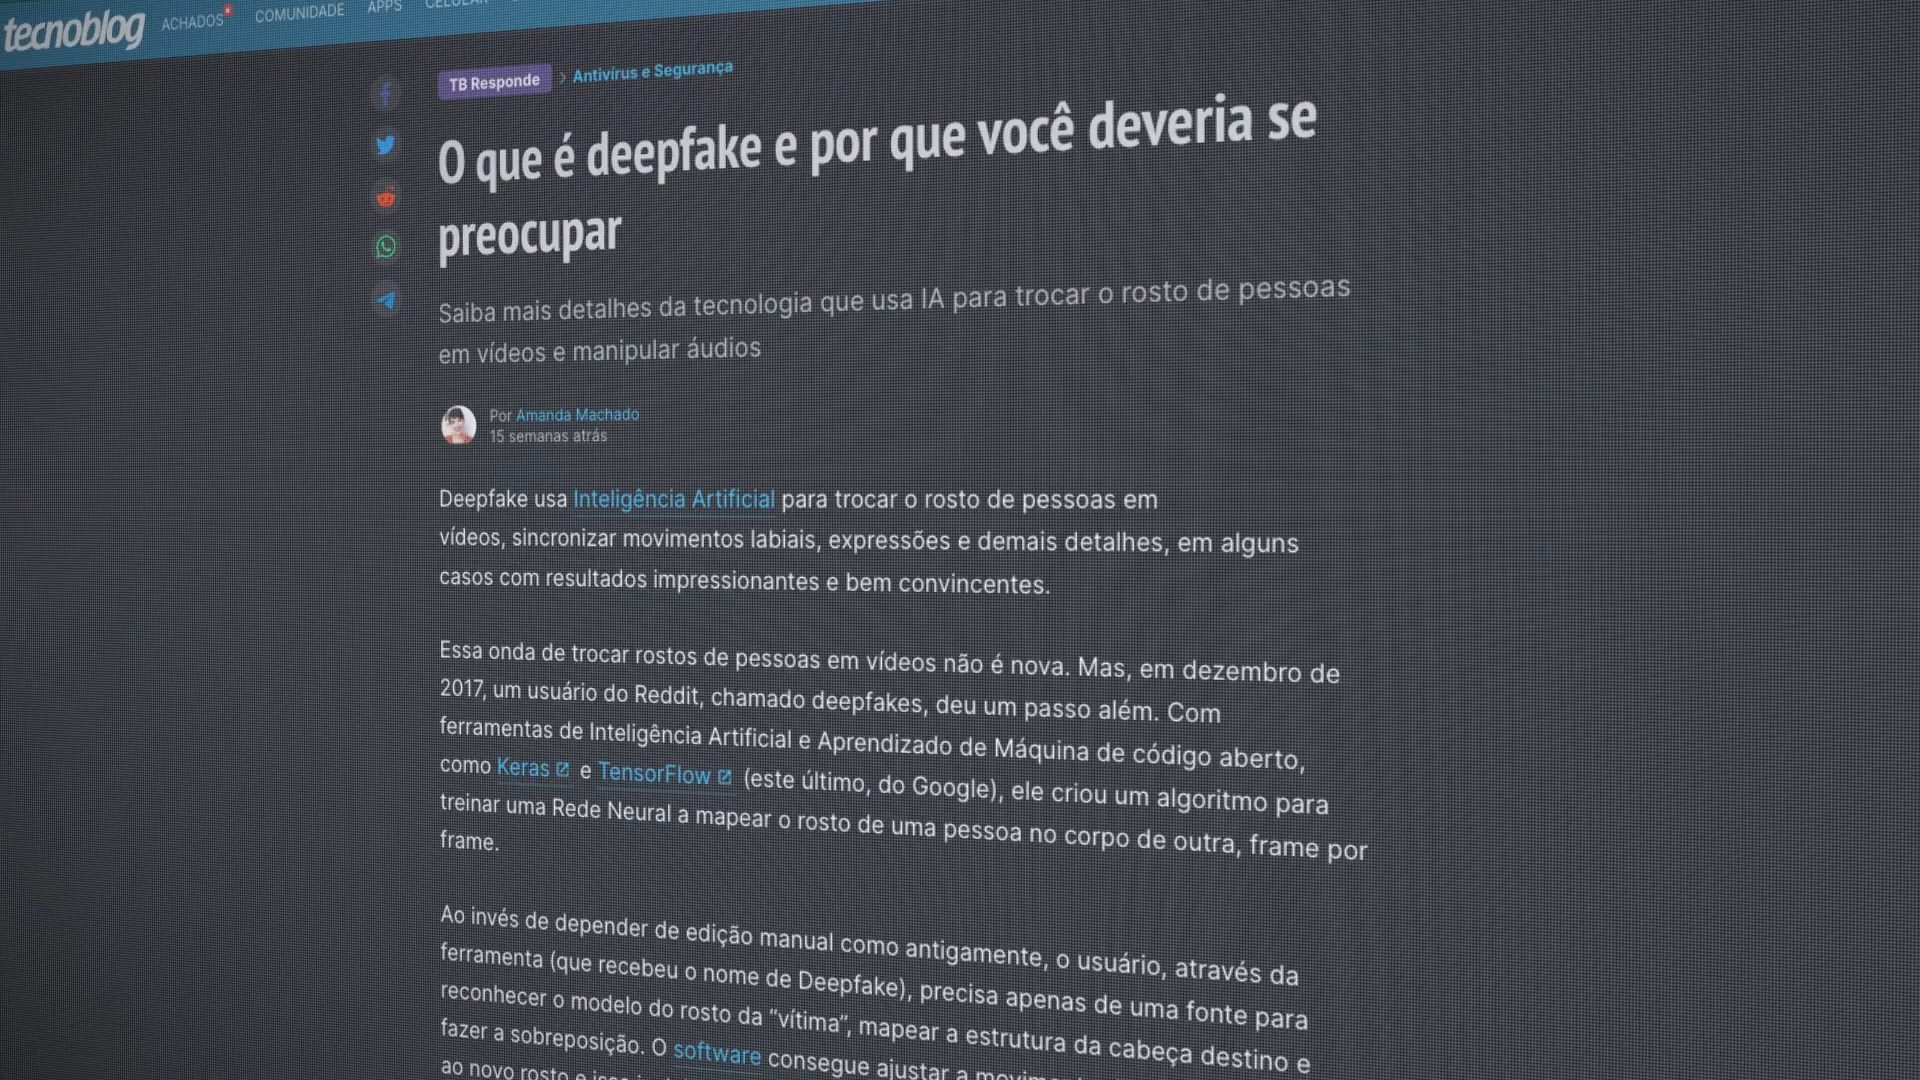 tecnoblog ACHADOS COMUNIDADE APPS CELULAR
TB Responde > Antivírus e Segurança
O que é deepfake e por que você deveria se
preocupar
Saiba mais detalhes da tecnologia que usa IA para trocar o rosto de pessoas
em vídeos e manipular áudios
Por Amanda Machado
15 semanas atrás
Deepfake usa Inteligência Artificial para trocar o rosto de pessoas em
vídeos, sincronizar movimentos labiais, expressões e demais detalhes, em alguns
casos com resultados impressionantes e bem convincentes.
Essa onda de trocar rostos de pessoas em vídeos não é nova. Mas, em dezembro de
2017, um usuário do Reddit, chamado deepfakes, deu um passo além. Com
ferramentas de Inteligência Artificial e Aprendizado de Máquina de código aberto,
como Keras e TensorFlow (este último, do Google), ele criou um algoritmo para
treinar uma Rede Neural a mapear o rosto de uma pessoa no corpo de outra, frame por
frame.
Ao invés de depender de edição manual como antigamente, o usuário, através da
ferramenta (que recebeu o nome de Deepfake), precisa apenas de uma fonte para
reconhecer o modelo do rosto da “vítima”, mapear a estrutura da cabeça destino e
fazer a sobreposição. O software consegue ajustar a
ao novo rosto e